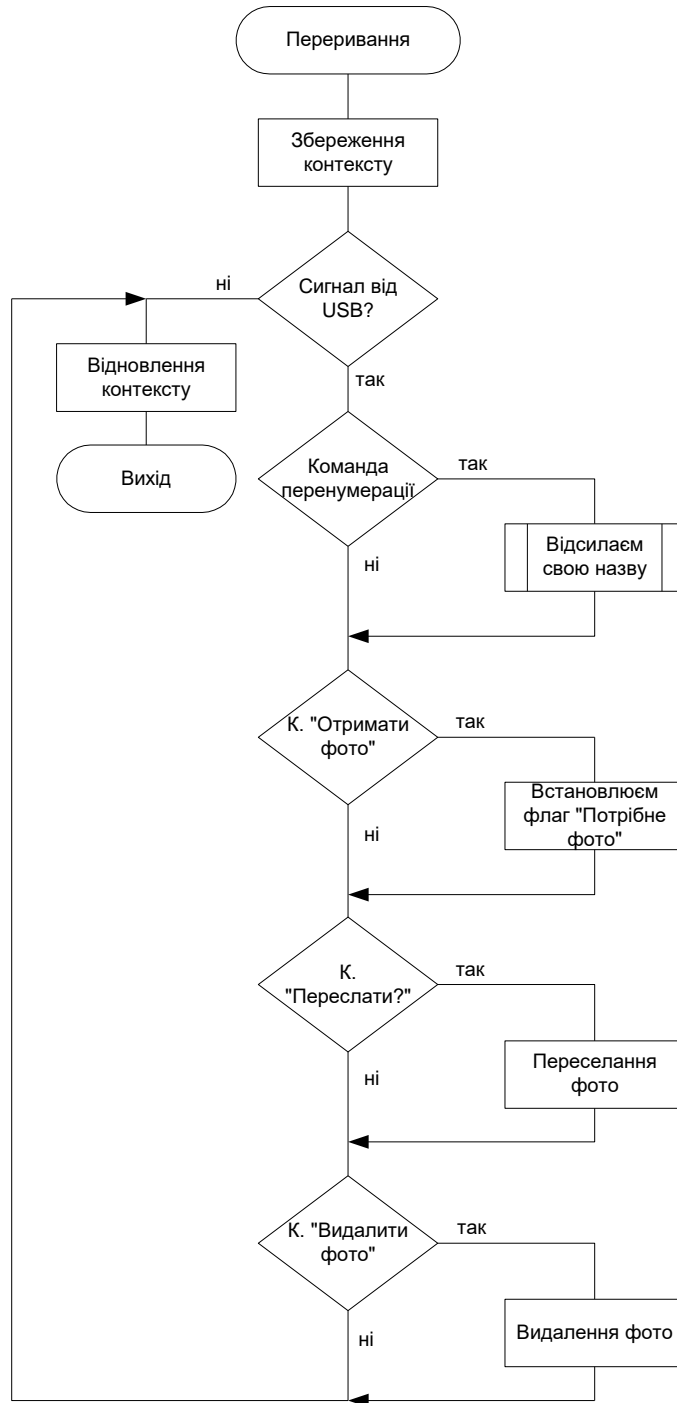 Переривання
Збереження
контексту
ні
Сигнал від
USB?
Відновлення
контексту
так
Вихід
Команда
перенумерації
так
ні
Відсилаєм
свою назву
К. "Отримати
фото"
так
Встановлюєм
флаг "Потрібне
фото"
ні
К.
"Переслати?"
так
ні
Переселання
фото
К. "Видалити
фото"
так
ні
Видалення фото